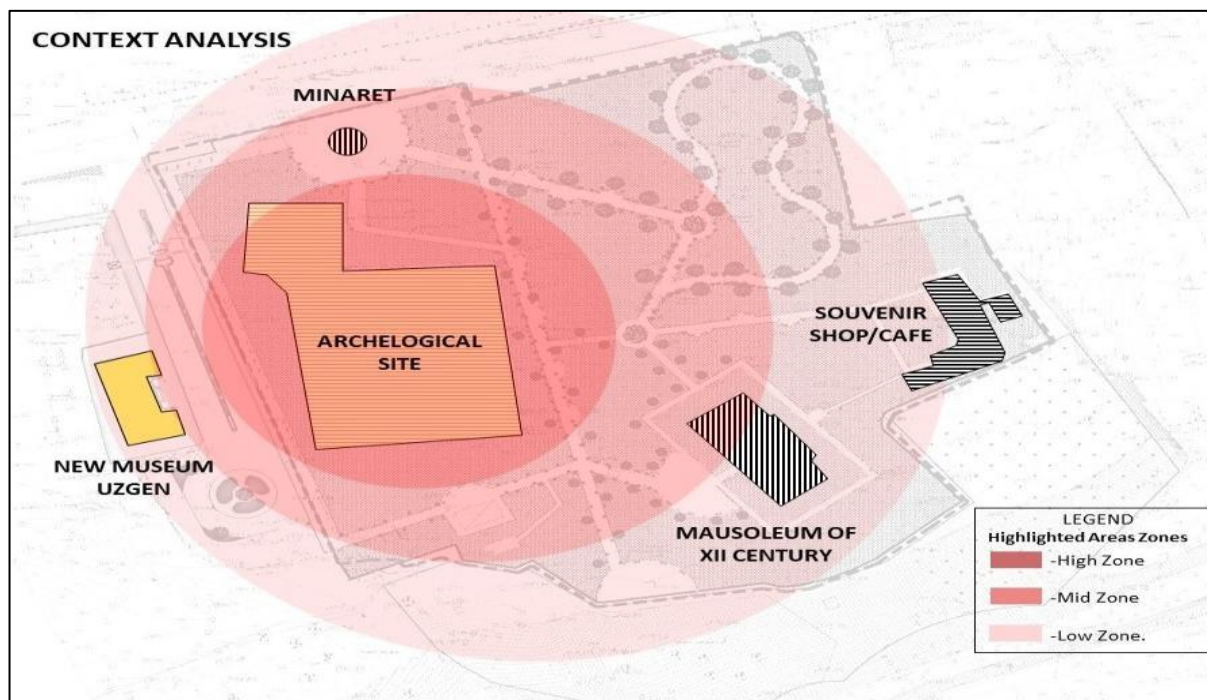 CONTEXT ANALYSIS
MINARET
ARCHELOGICAL
SITE
SOUVENIR
SHOP/CAFE
NEW MUSEUM
UZGEN
MAUSOLEUM OF
XII CENTURY
LEGEND
Highlighted Areas Zones
-High Zone
-Mid Zone
-Low Zone.